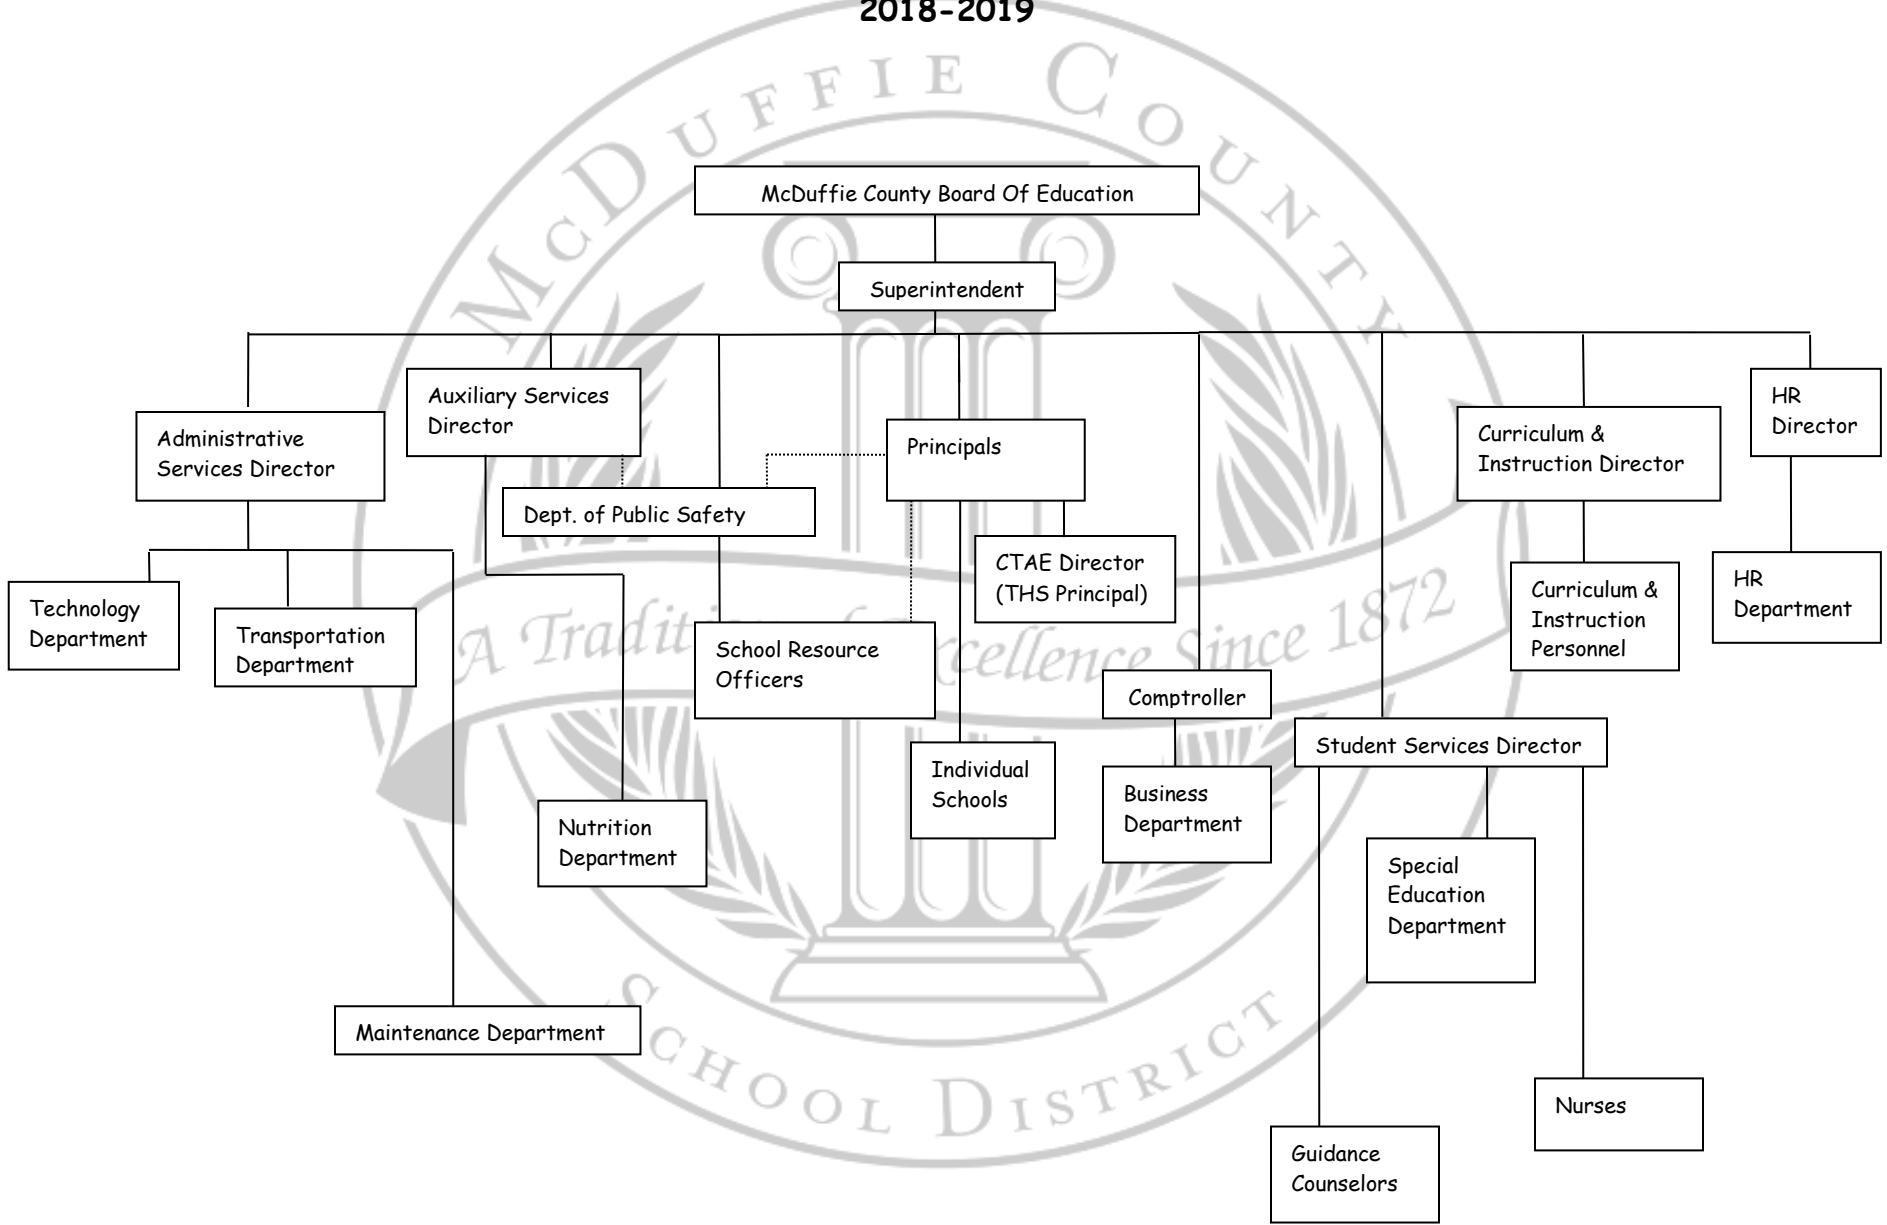 2018-2019
McDuffie County
McDuffie County Board Of Education
Superintendent
Auxiliary Services
Director
HR
Director
Administrative
Services Director
Principals
Curriculum &
Instruction Director
Dept. of Public Safety
CTAE Director
(THS Principal)
Technology
Department
Transportation
Department
School Resource
Officers
Curriculum &
Instruction
Personnel
HR
Department
A Tradit
xcellence Since 1872
Comptroller
Student Services Director
Individual
Schools
Business
Department
Nutrition
Department
Special
Education
Department
Maintenance Department
School District
Nurses
Guidance
Counselors